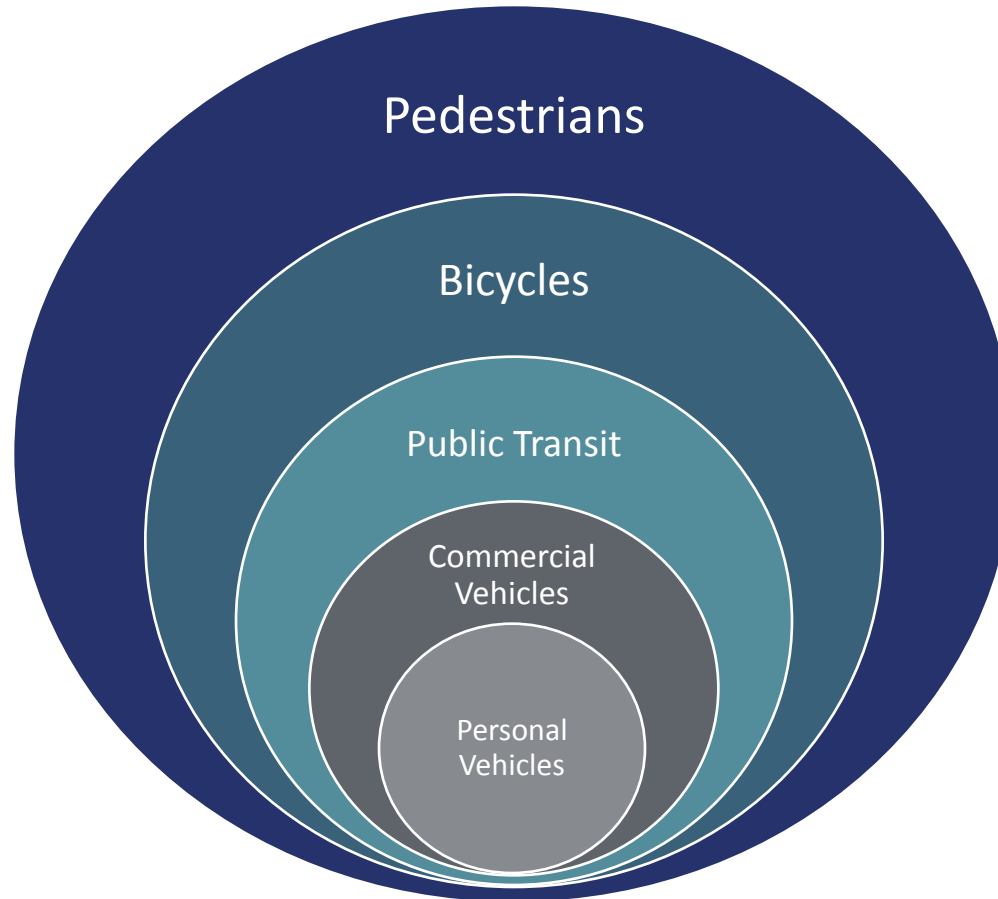 Pedestrians
Bicycles
Public Transit
Commercial
Vehicles
Personal
Vehicles